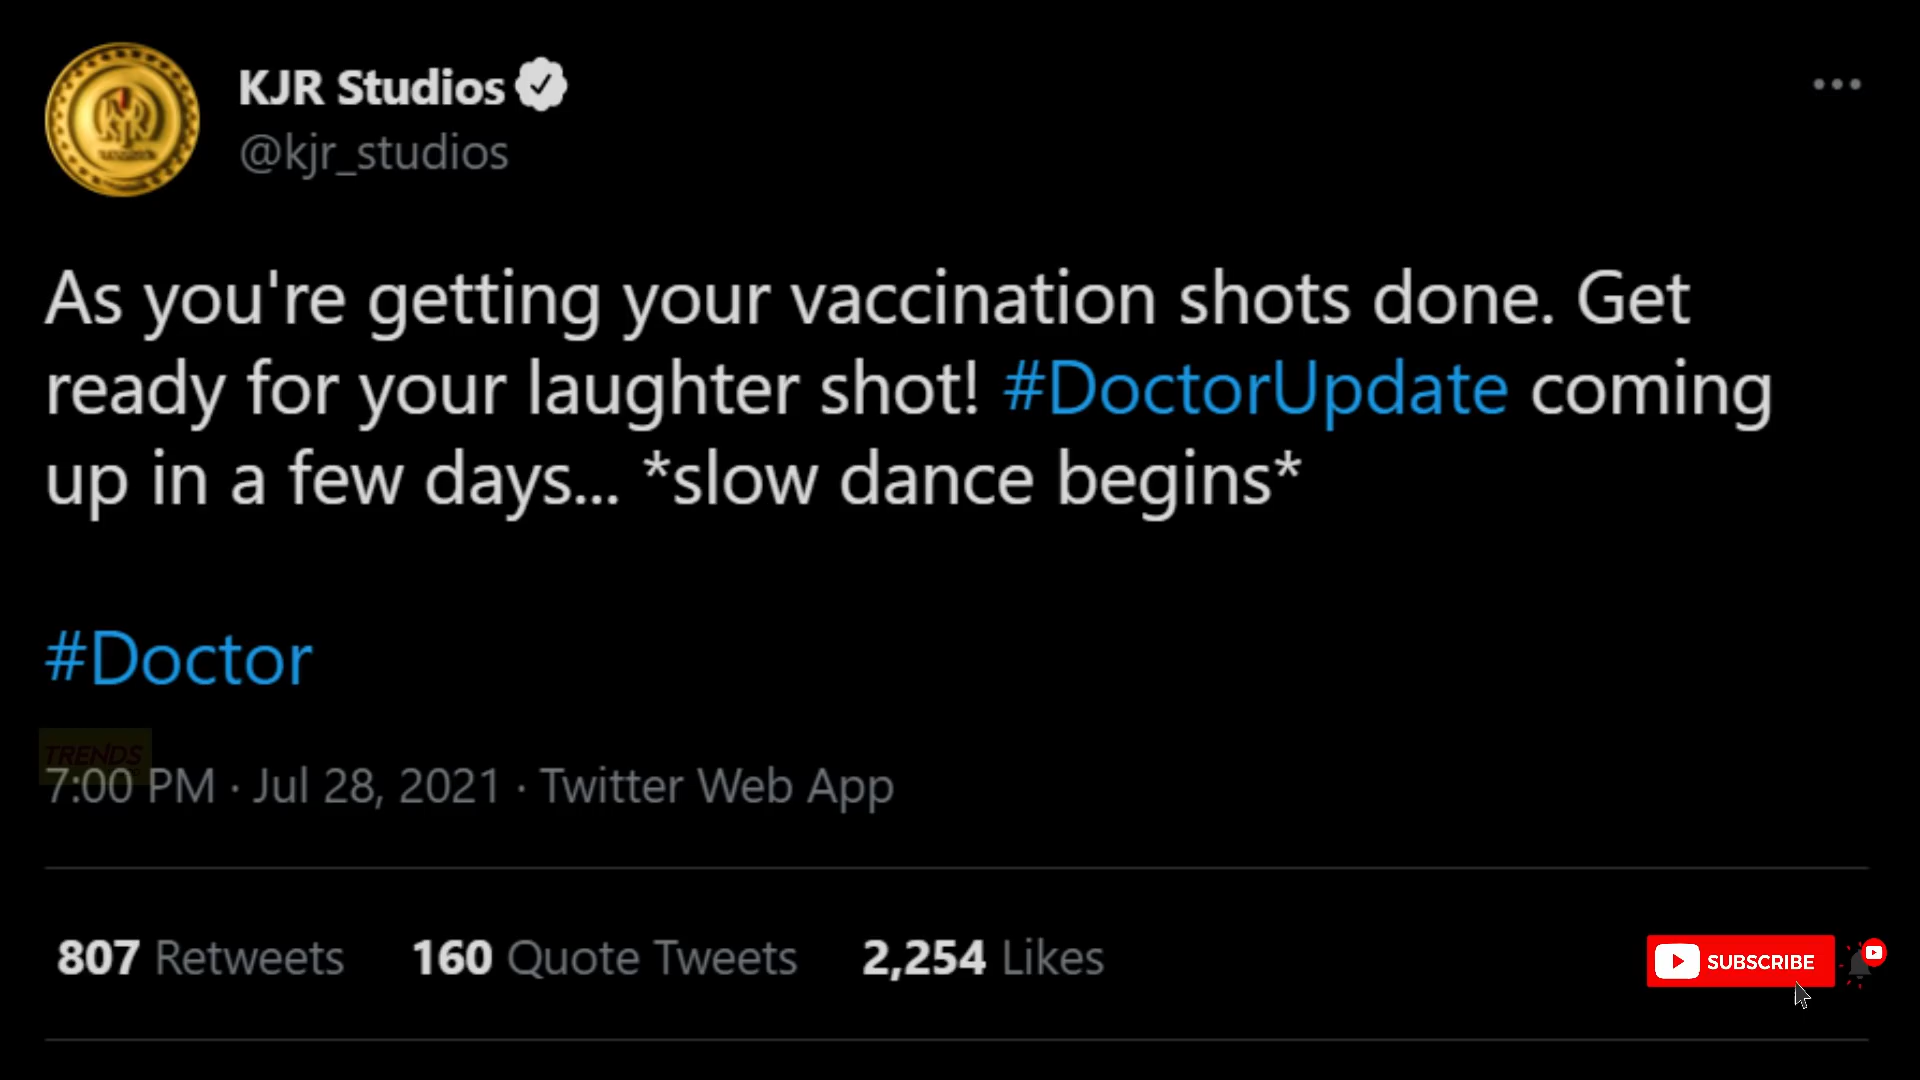 KJR Studios
@kjr_studios
As you're getting your vaccination shots done. Get
ready for your laughter shot! #DoctorUpdate coming
up in a few days... *slow dance begins*
#Doctor
TRENDS
7:00 PM · Jul 28, 2021 · Twitter Web App
807 Retweets 160 Quote Tweets 2,254 Likes
SUBSCRIBE